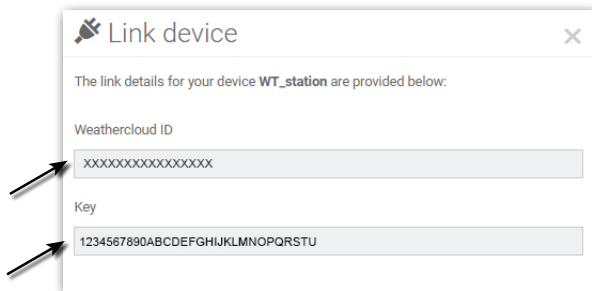 Link device
The link details for your device WT_station are provided below:
Weathercloud ID
XXXXXXXXXXXXXXXX
Key
1234567890ABCDEFGHIJKLMNOPQRSTU